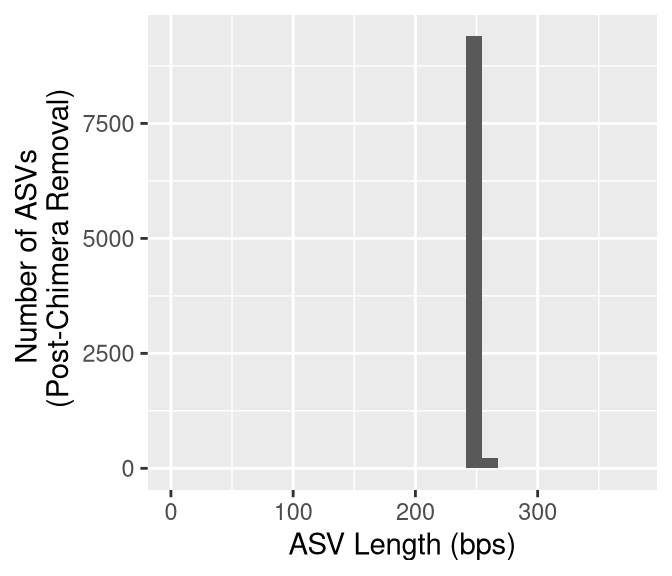 Number of ASVs
(Post-Chimera Removal)
7500
5000
2500
0
0 100 200 300
ASV Length (bps)